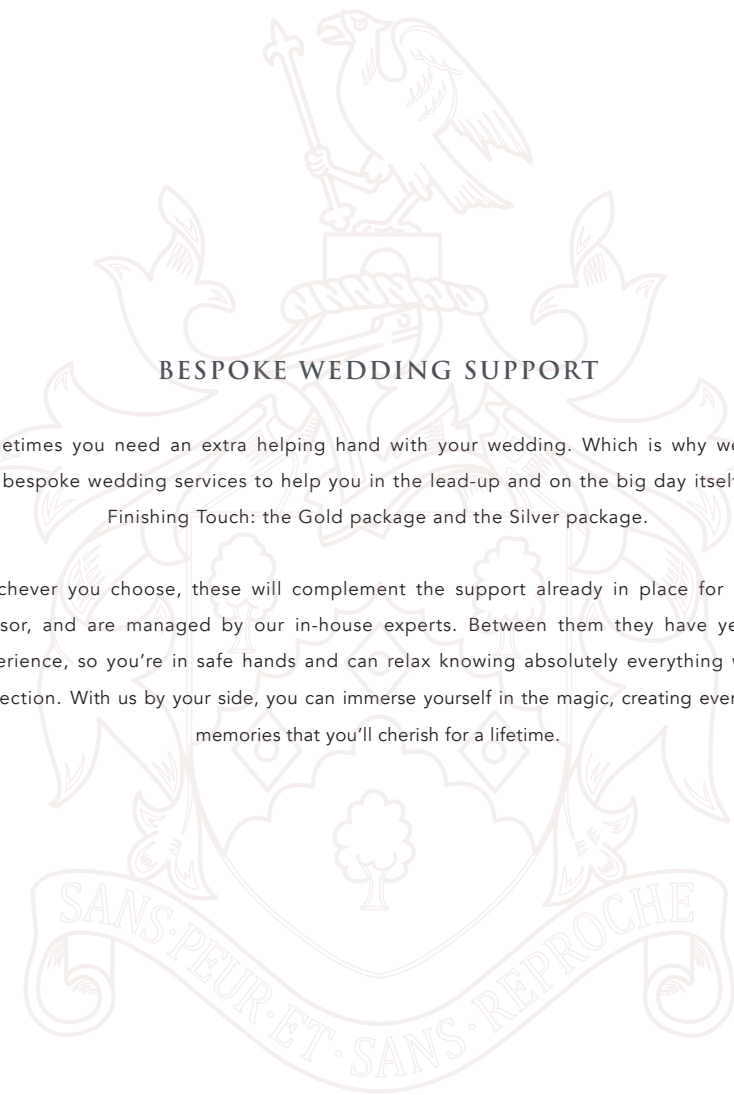 BESPOKE WEDDING SUPPORT
etimes you need an extra helping hand with your wedding. Which is why we
bespoke wedding services to help you in the lead-up and on the big day itself
Finishing Touch: the Gold package and the Silver package.
chever you choose, these will complement the support already in place for
sor, and are managed by our in-house experts. Between them they have ye
erience, so you’re in safe hands and can relax knowing absolutely everything w
ection. With us by your side, you can immerse yourself in the magic, creating ever
memories that you’ll cherish for a lifetime.
SANS·PEUR·ET·SANS·REPROCHE